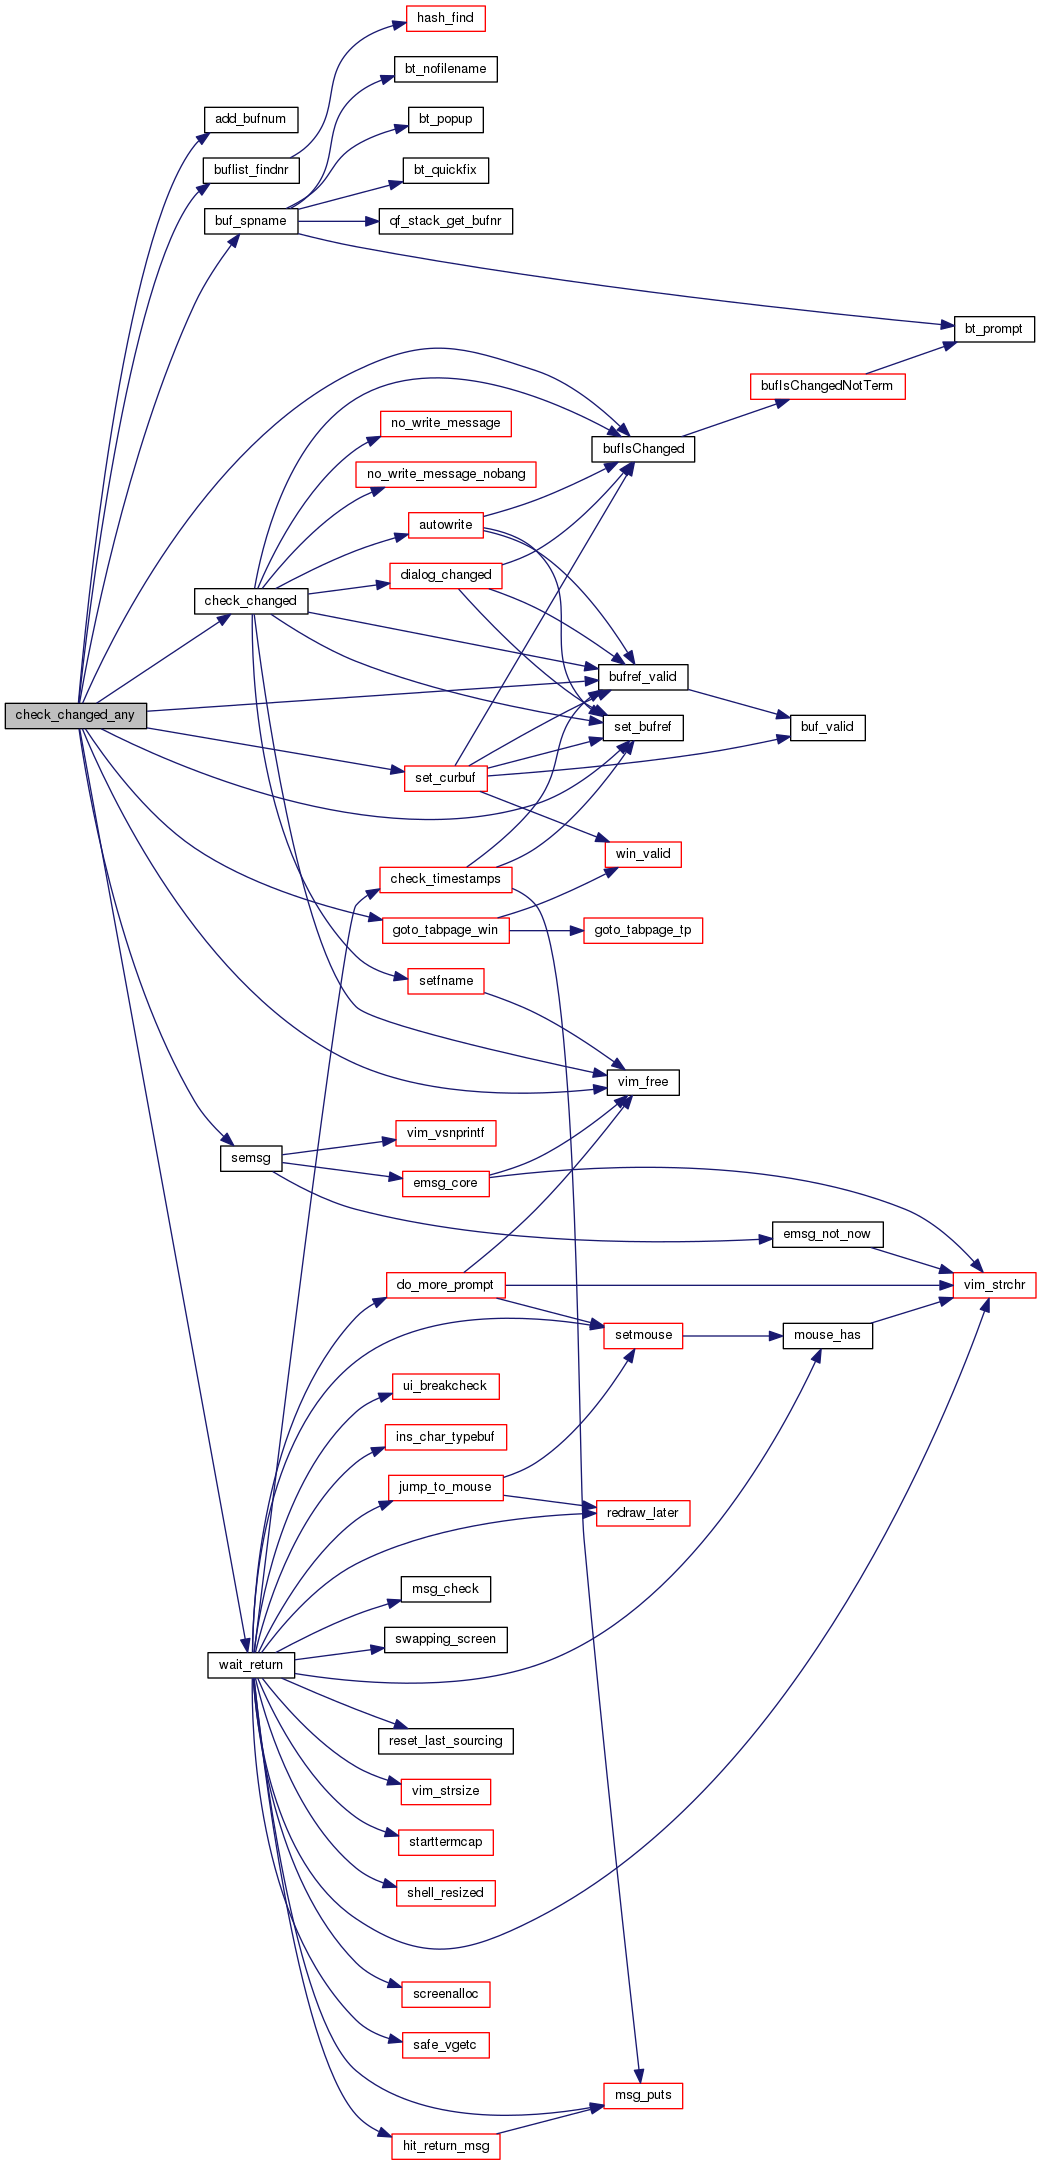 hash_find
bt_nofilename
add_bufnum
bt_popup
buflist_findnr
bt_quickfix
buf_spname
qf_stack_get_bufnr
bt_prompt
bufIsChangedNotTerm
no_write_message
bufIsChanged
no_write_message_nobang
autowrite
dialog_changed
check_changed
bufref_valid
check_changed_any
set_bufref
buf_valid
set_curbuf
win_valid
check_timestamps
goto_tabpage_win
goto_tabpage_tp
setfname
vim_free
vim_vsnprintf
semsg
emsg_core
emsg_not_now
do_more_prompt
vim_strchr
setmouse
mouse_has
ui_breakcheck
ins_char_typebuf
jump_to_mouse
redraw_later
msg_check
swapping_screen
wait_return
reset_last_sourcing
vim_strsize
starttermcap
shell_resized
screenalloc
safe_vgetc
msg_puts
hit_return_msg